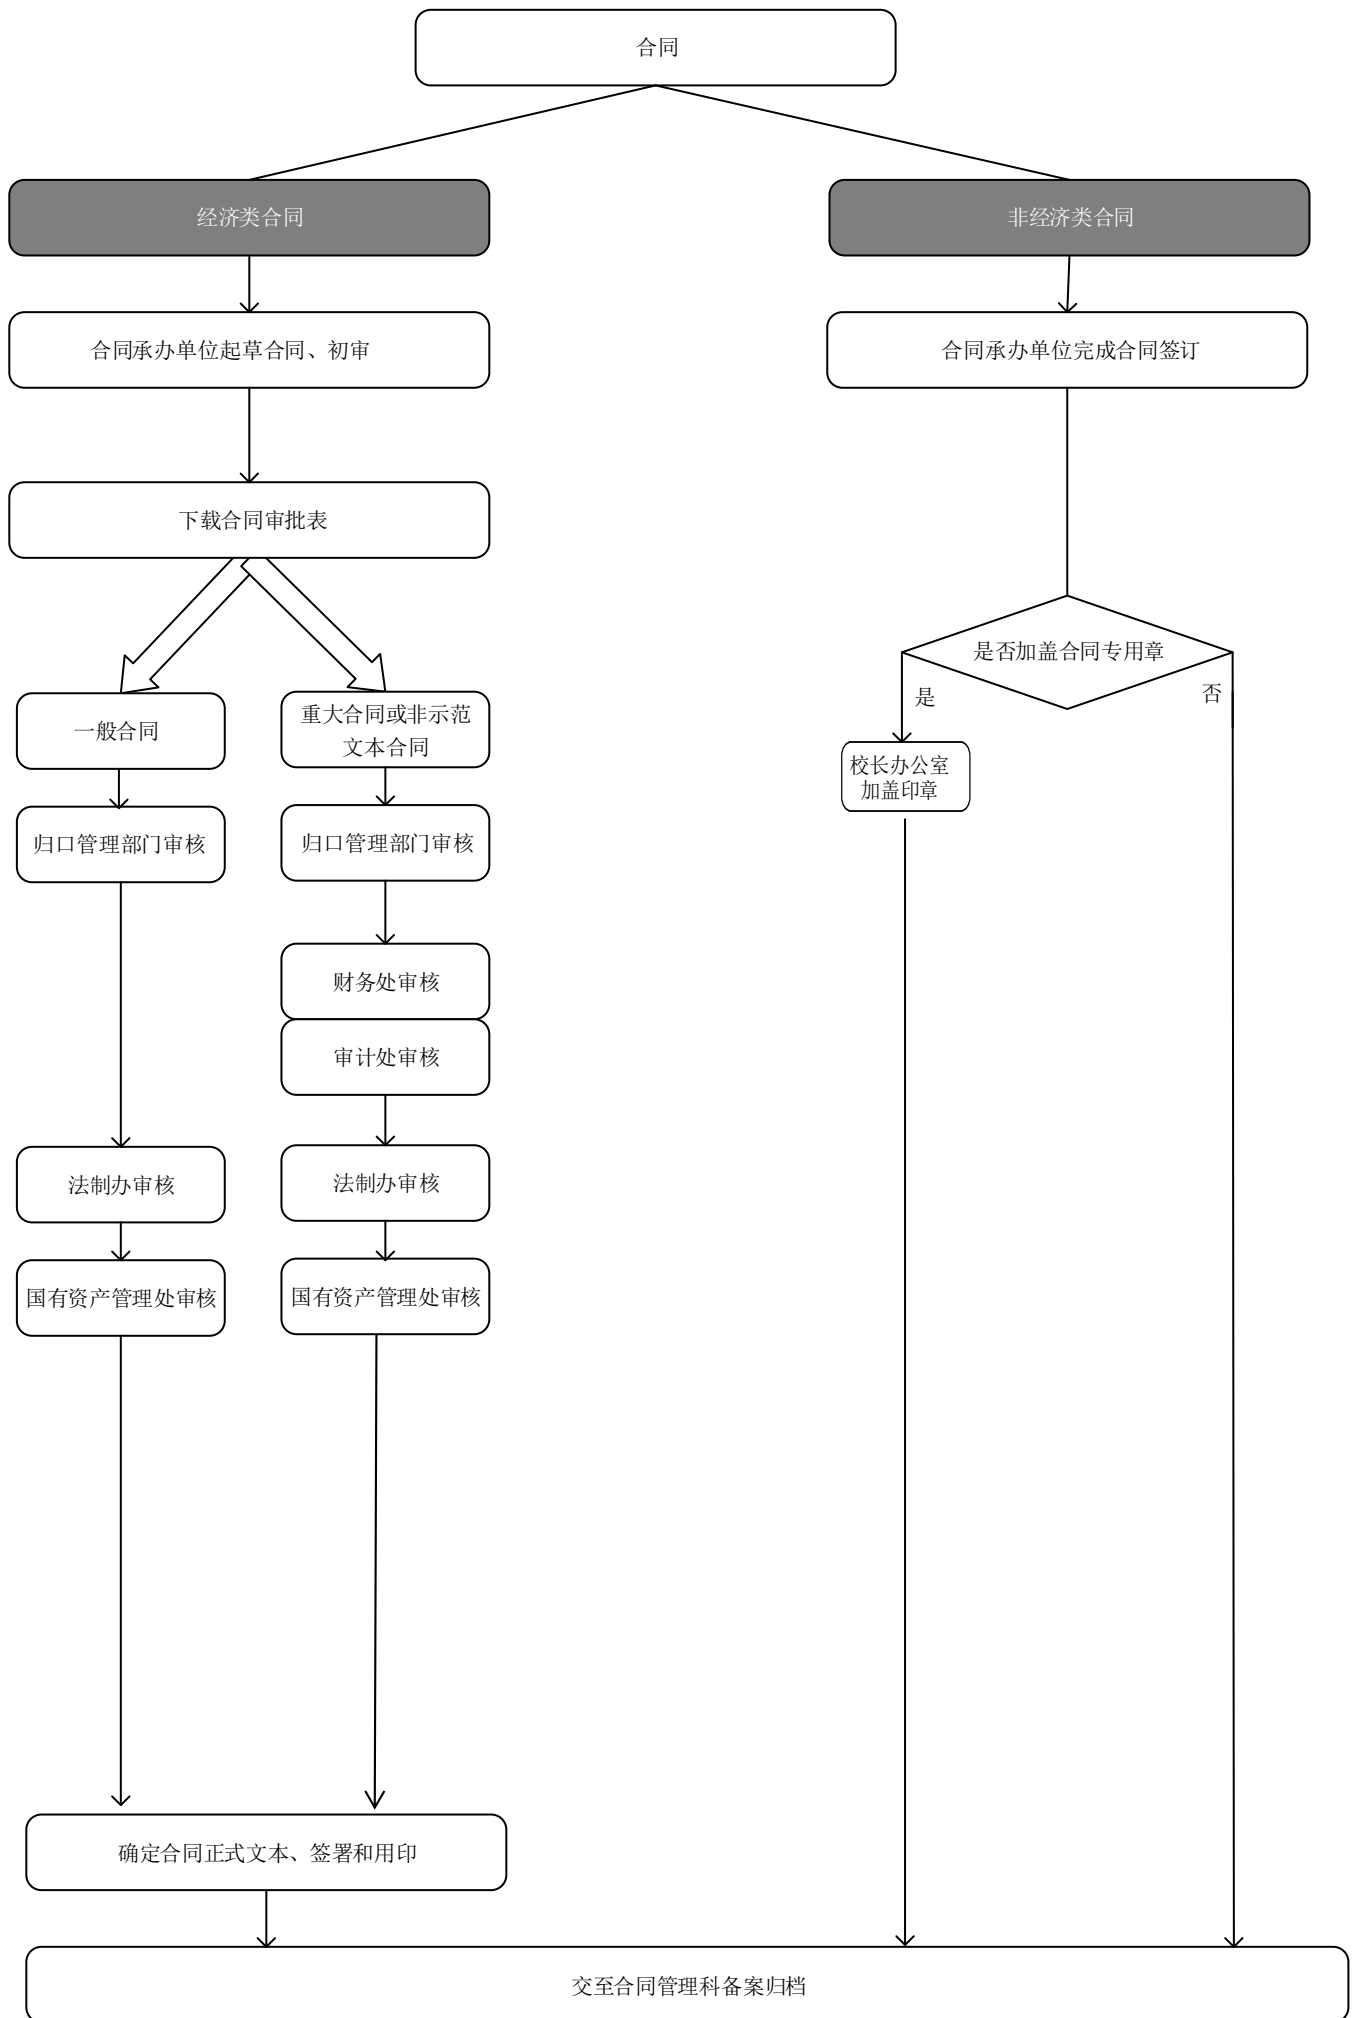 合同
经济类合同
非经济类合同
合同承办单位起草合同、初审
合同承办单位完成合同签订
下载合同审批表
是否加盖合同专用章
是
否
一般合同
重大合同或非示范
文本合同
校长办公室
加盖印章
归口管理部门审核
归口管理部门审核
财务处审核
审计处审核
法制办审核
法制办审核
国有资产管理处审核
国有资产管理处审核
确定合同正式文本、签署和用印
交至合同管理科备案归档